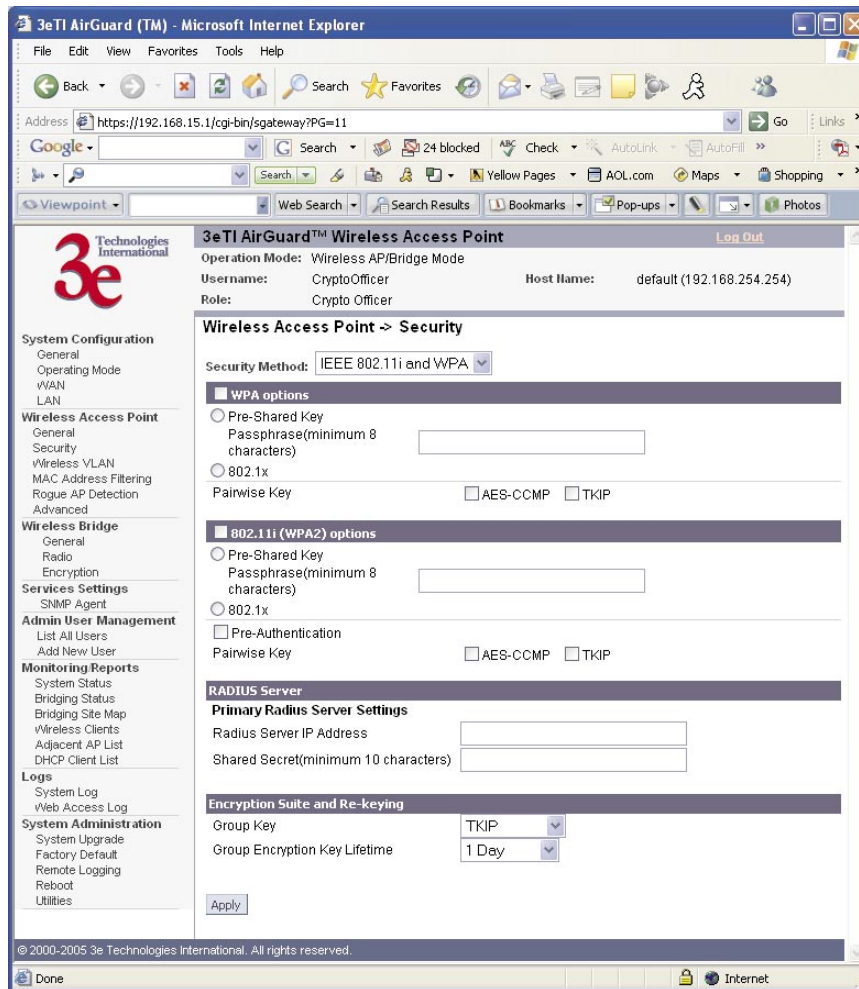 3eTI AirGuard (TM) - Microsoft Internet Explorer
File Edit View Favorites Tools Help
Back Search Favorites
Address https://192.168.15.1/cgi-bin/sgateway?PG=11 Go Links
Google Search 24 blocked ABC Check AutoLink AutoFill
Search Yellow Pages AOL.com Maps Shopping
Viewpoint Web Search Search Results Bookmarks Pop-ups Photos
3e Technologies International
3eTI AirGuard™ Wireless Access Point Log Out
Operation Mode: Wireless AP/Bridge Mode
Username: CryptoOfficer Host Name: default (192.168.254.254)
Role: Crypto Officer
System Configuration
General
Operating Mode
WAN
LAN
Wireless Access Point
General
Security
Wireless VLAN
MAC Address Filtering
Rogue AP Detection
Advanced
Wireless Bridge
General
Radio
Encryption
Services Settings
SNMP Agent
Admin User Management
List All Users
Add New User
Monitoring/Reports
System Status
Bridging Status
Bridging Site Map
Wireless Clients
Adjacent AP List
DHCP Client List
Logs
System Log
Web Access Log
System Administration
System Upgrade
Factory Default
Remote Logging
Reboot
Utilities
Wireless Access Point -> Security
Security Method: IEEE 802.11i and WPA
WPA options
Pre-Shared Key
Passphrase(minimum 8
characters)
802.1x
Pairwise Key AES-CCMP TKIP
802.11i (WPA2) options
Pre-Shared Key
Passphrase(minimum 8
characters)
802.1x
Pre-Authentication
Pairwise Key AES-CCMP TKIP
RADIUS Server
Primary Radius Server Settings
Radius Server IP Address
Shared Secret(minimum 10 characters)
Encryption Suite and Re-keying
Group Key TKIP
Group Encryption Key Lifetime 1 Day
Apply
© 2000-2005 3e Technologies International. All rights reserved.
Done Internet